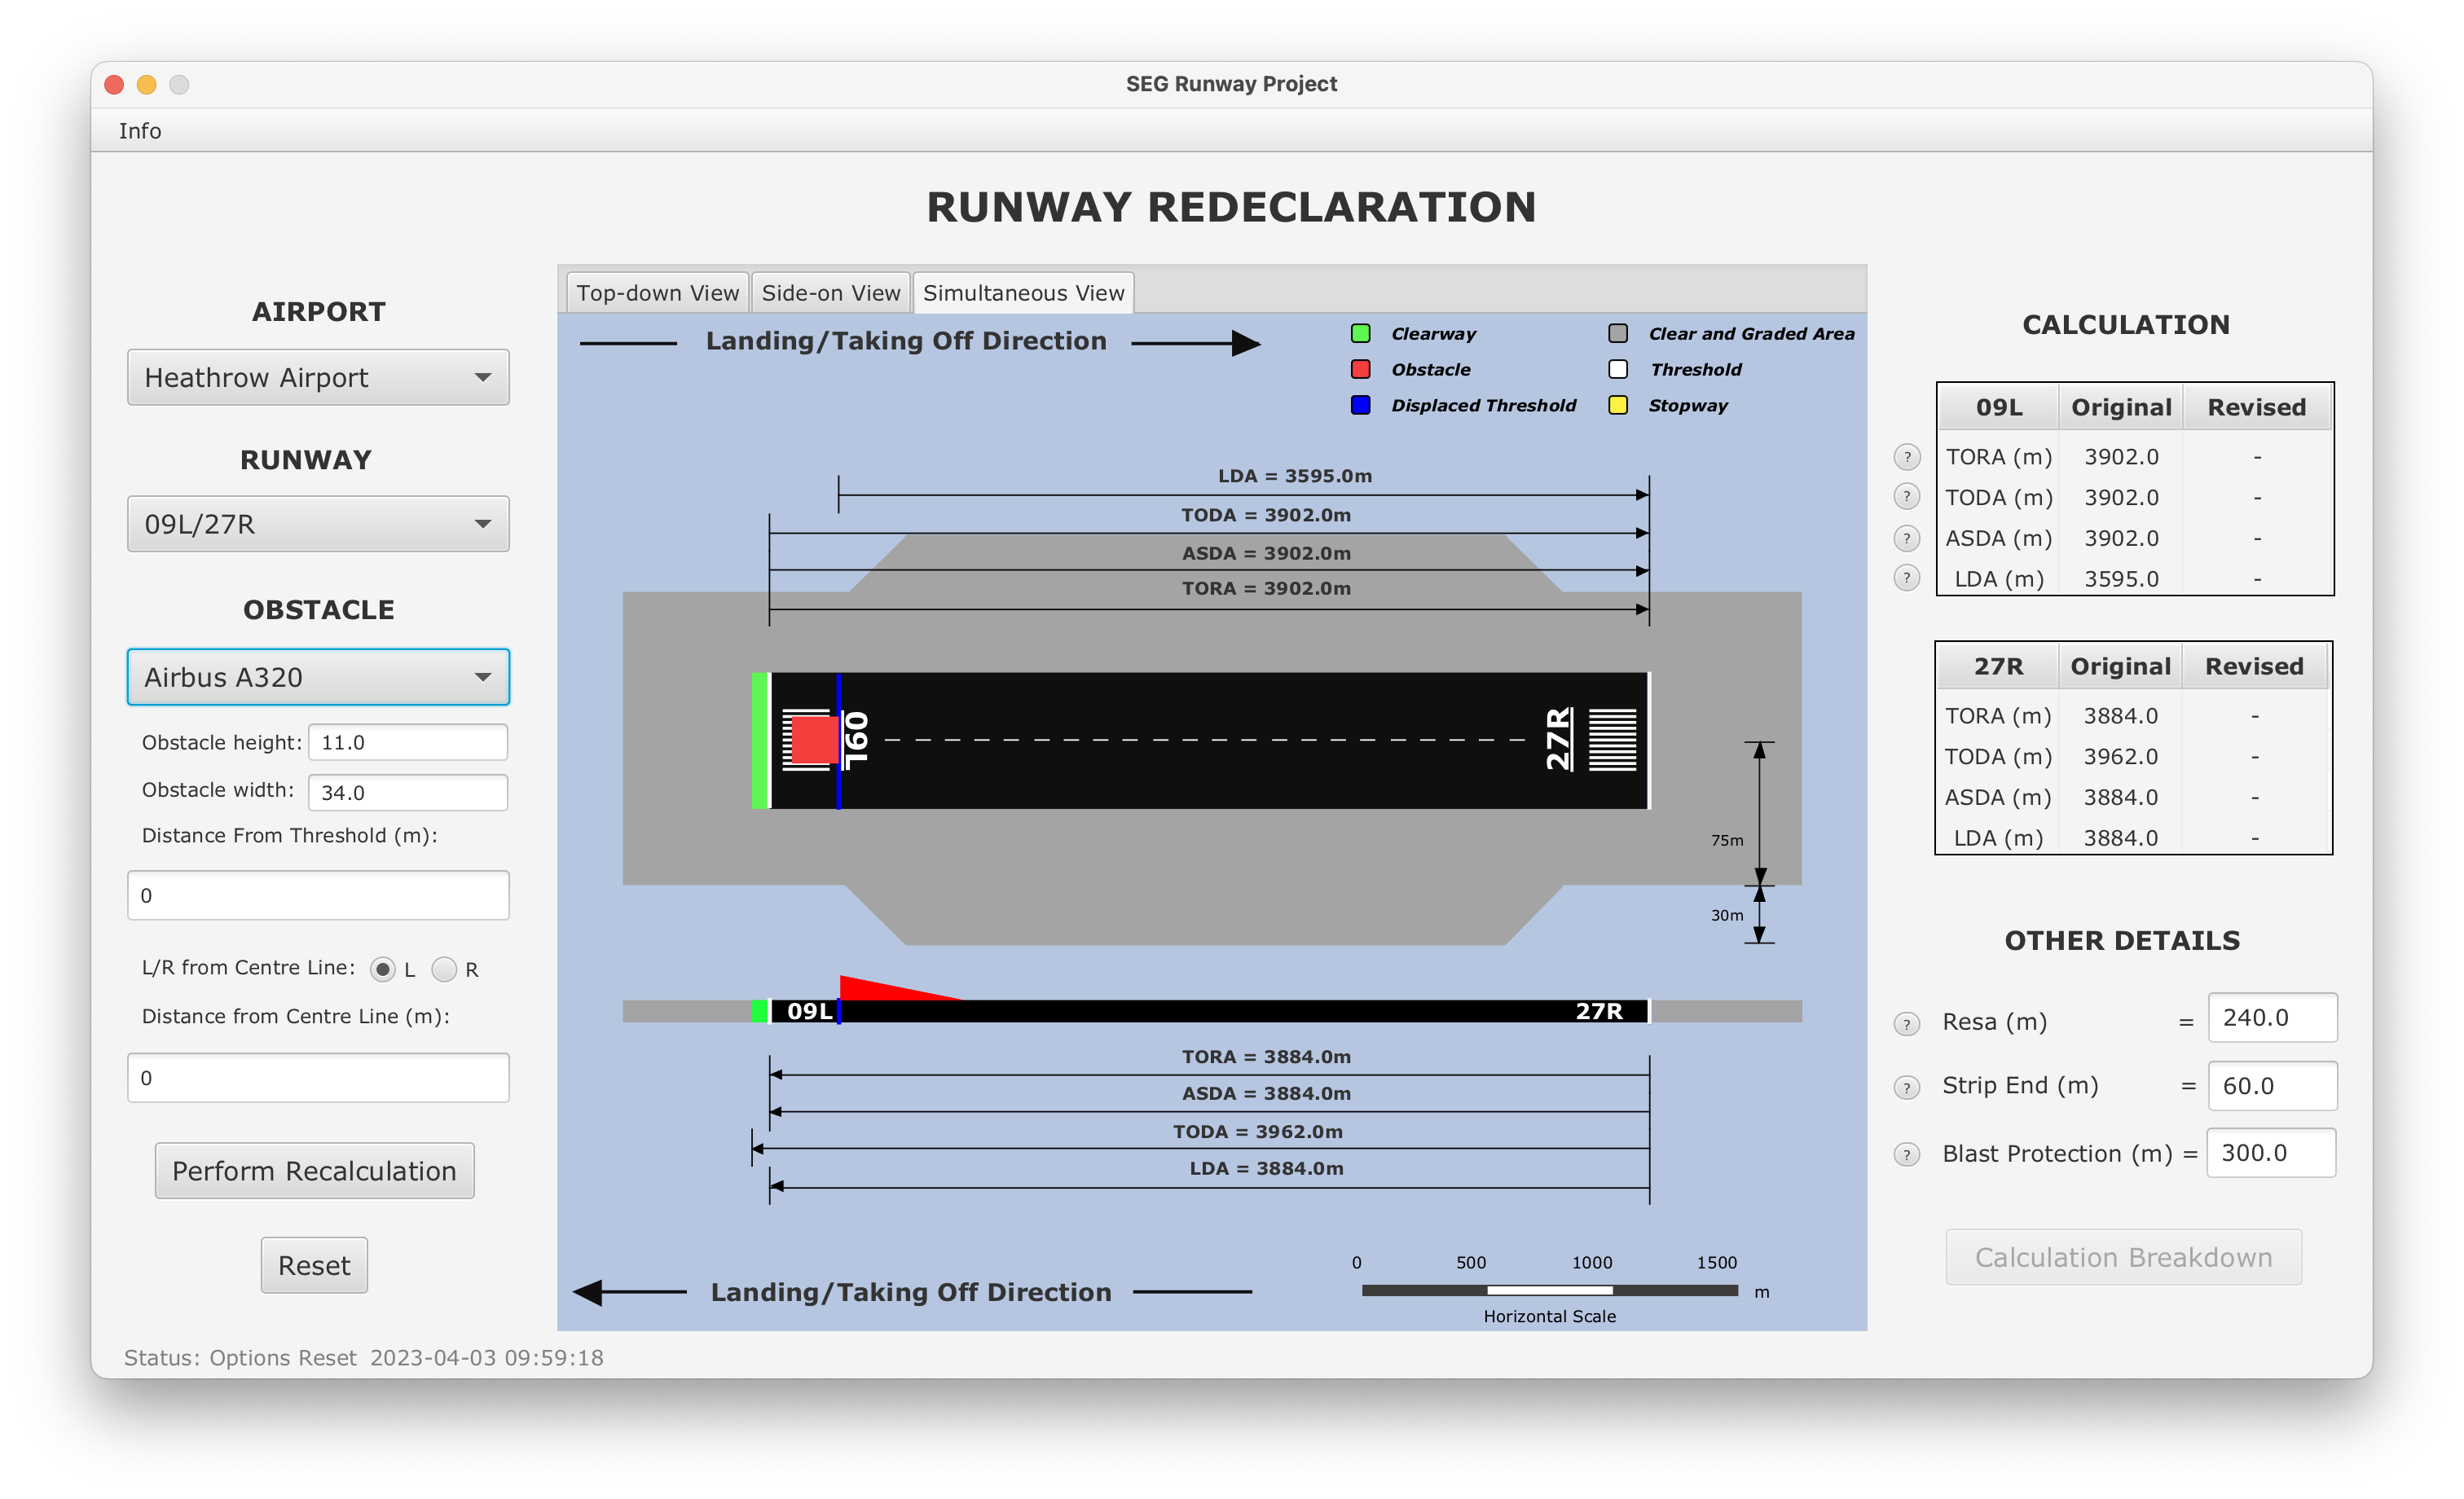 SEG Runway Project
Info
RUNWAY REDECLARATION
AIRPORT
Heathrow Airport
RUNWAY
09L/27R
OBSTACLE
Airbus A320
Obstacle height: 11.0
Obstacle width: 34.0
Distance From Threshold (m):
0
L/R from Centre Line: L R
Distance from Centre Line (m):
0
Perform Recalculation
Reset
Status: Options Reset 2023-04-03 09:59:18
Top-down View Side-on View Simultaneous View
Landing/Taking Off Direction
Clearway Clear and Graded Area
Obstacle Threshold
Displaced Threshold Stopway
LDA = 3595.0m
TODA = 3902.0m
ASDA = 3902.0m
TORA = 3902.0m
09L 27R
75m
30m
09L 27R
TORA = 3884.0m
ASDA = 3884.0m
TODA = 3962.0m
LDA = 3884.0m
0 500 1000 1500
m
Horizontal Scale
Landing/Taking Off Direction
CALCULATION
09L Original Revised
? TORA (m) 3902.0 -
? TODA (m) 3902.0 -
? ASDA (m) 3902.0 -
? LDA (m) 3595.0 -
27R Original Revised
TORA (m) 3884.0 -
TODA (m) 3962.0 -
ASDA (m) 3884.0 -
LDA (m) 3884.0 -
OTHER DETAILS
? Resa (m) = 240.0
? Strip End (m) = 60.0
? Blast Protection (m) = 300.0
Calculation Breakdown